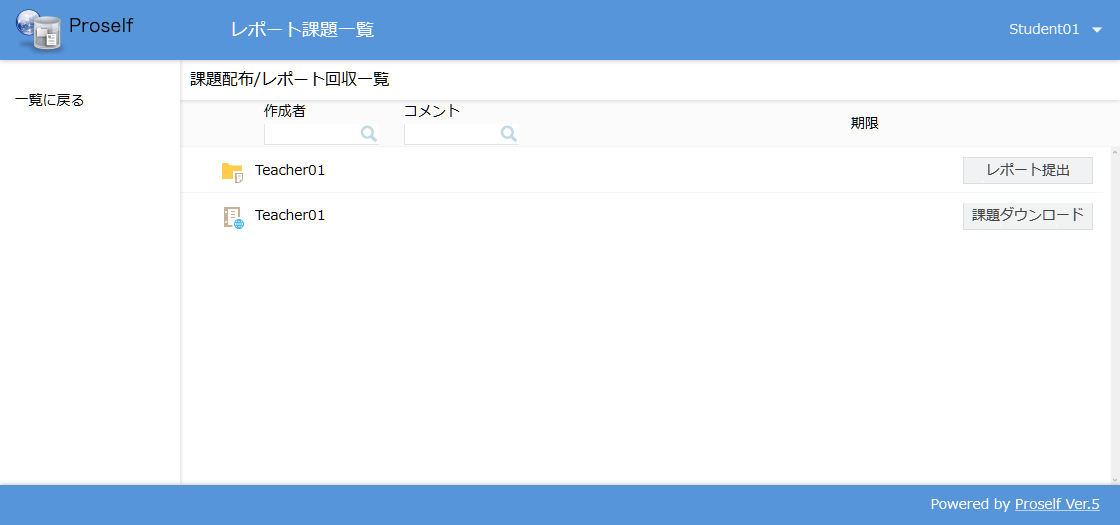 Proself
レポート課題一覧
Student01
一覧に戻る
課題配布/レポート回収一覧
作成者
コメント
期限
Teacher01
レポート提出
Teacher01
課題ダウンロード
Powered by Proself Ver.5